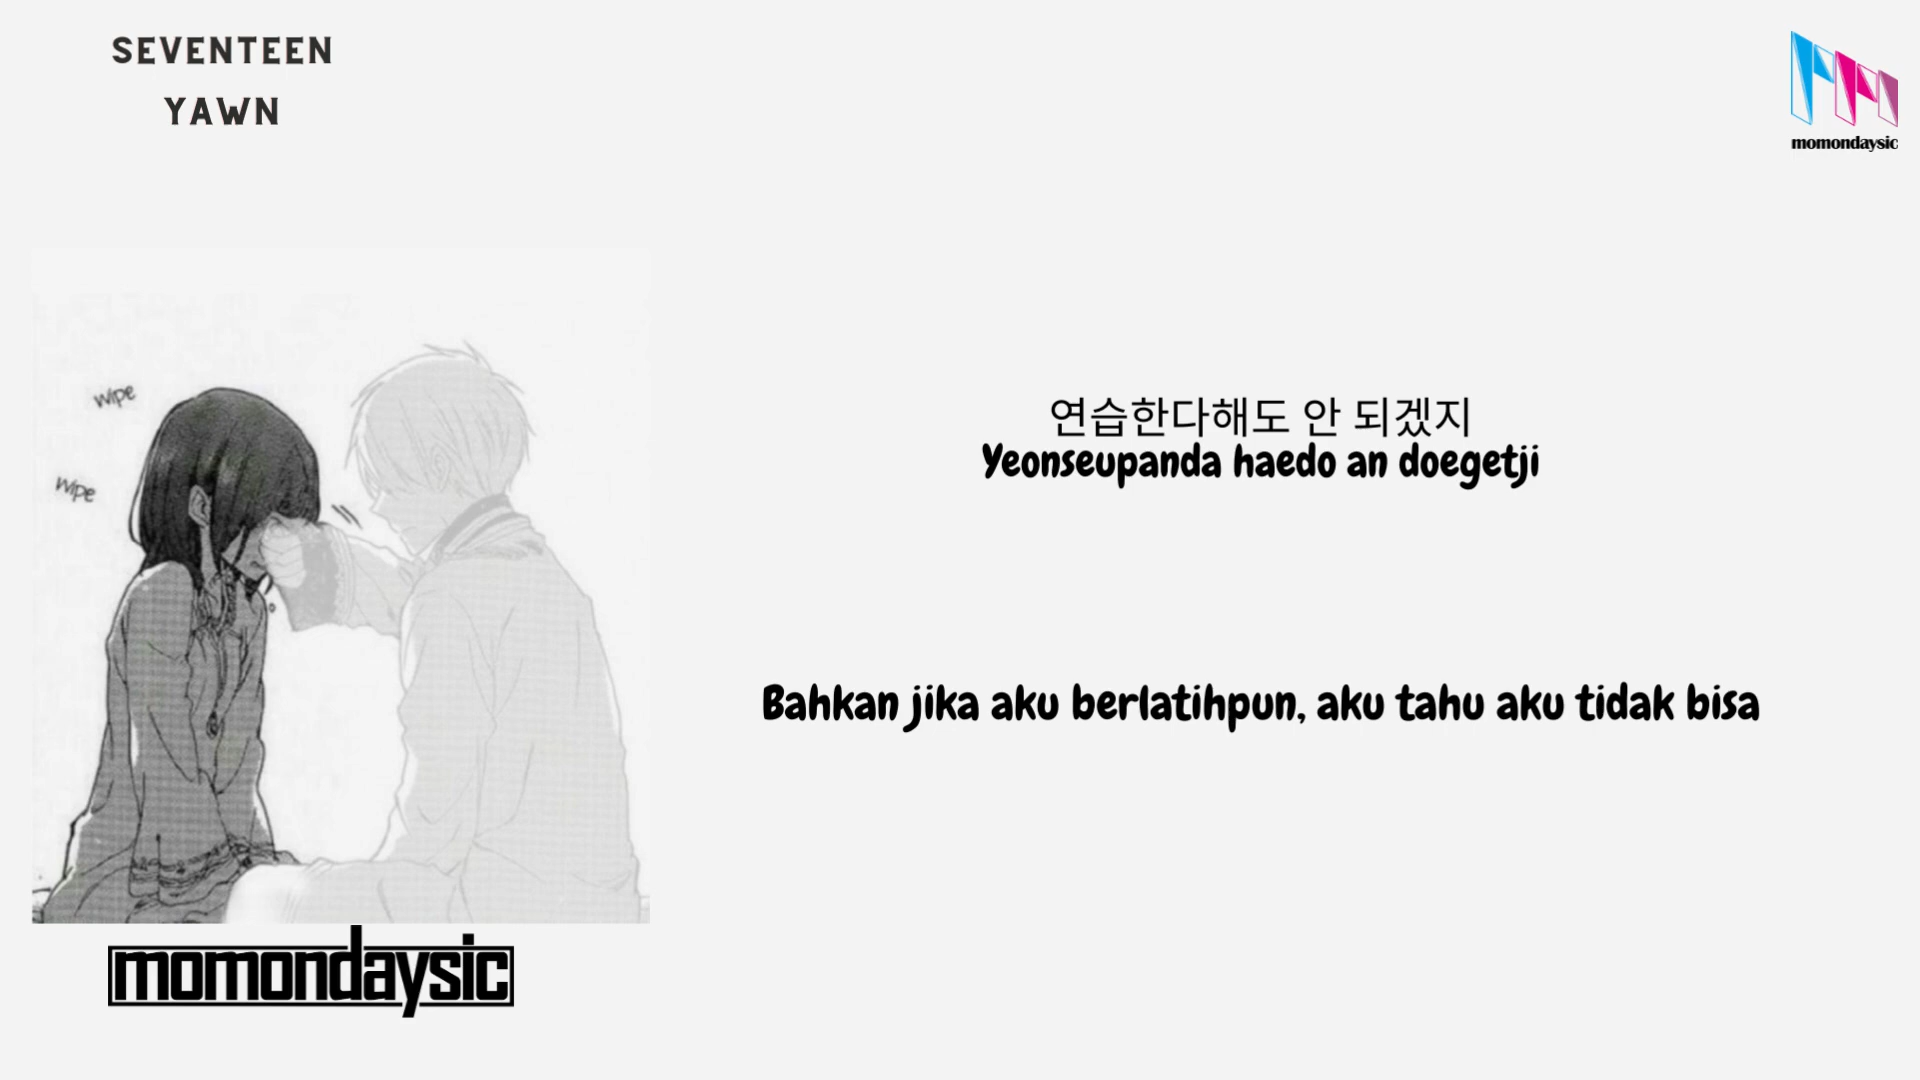 SEVENTEEN
YAWN
momondaysic
wipe
wipe
연습한다해도 안 되겠지
Yeonseupanda haedo an doegetji
Bahkan jika aku berlatihpun, aku tahu aku tidak bisa
momondaysic